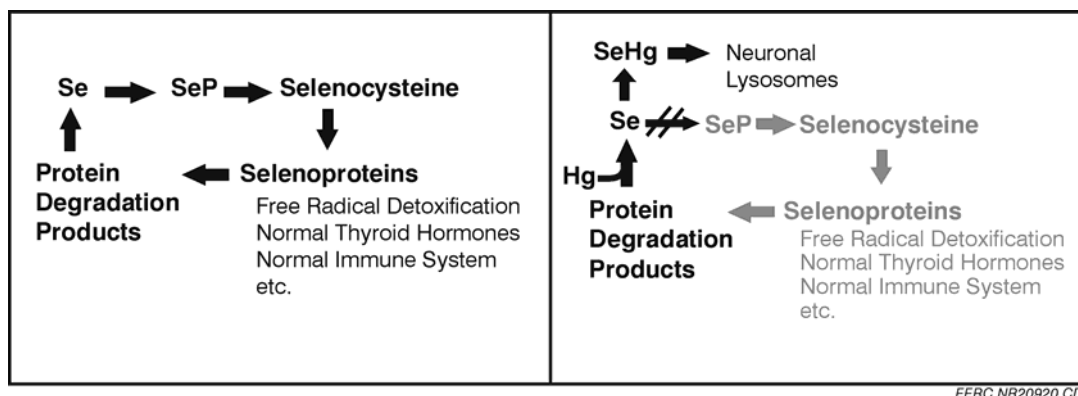 Se SeP Selenocysteine
Protein Selenoproteins
Degradation Free Radical Detoxification
Products Normal Thyroid Hormones
Normal Immune System
etc.
SeHg Neuronal
Lysosomes
Se SeP Selenocysteine
Hg
Protein Selenoproteins
Degradation Free Radical Detoxification
Products Normal Thyroid Hormones
Normal Immune System
etc.